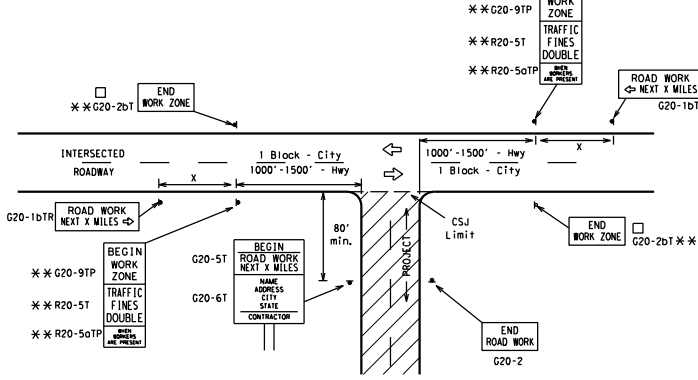 WORK
ZONE
** G20-9TP
TRAFFIC
FINES
DOUBLE
** R20-5T
WHEN
WORKERS
ARE PRESENT
** R20-5aTP
ROAD WORK
⇦ NEXT X MILES
G20-1bT
□
** G20-2bT
END
WORK ZONE
X
INTERSECTED
ROADWAY
X
1 Block - City
1000'-1500' - Hwy
⇦
⇨
1000'-1500' - Hwy
1 Block - City
G20-1bTR
ROAD WORK
NEXT X MILES ⇨
80'
min.
CSJ
Limit
END
WORK ZONE
□
G20-2bT **
BEGIN
WORK
ZONE
** G20-9TP
TRAFFIC
FINES
DOUBLE
** R20-5T
WHEN
WORKERS
ARE PRESENT
** R20-5aTP
G20-5T
BEGIN
ROAD WORK
NEXT X MILES
G20-6T
NAME
ADDRESS
CITY
STATE
CONTRACTOR
PROJECT
END
ROAD WORK
G20-2